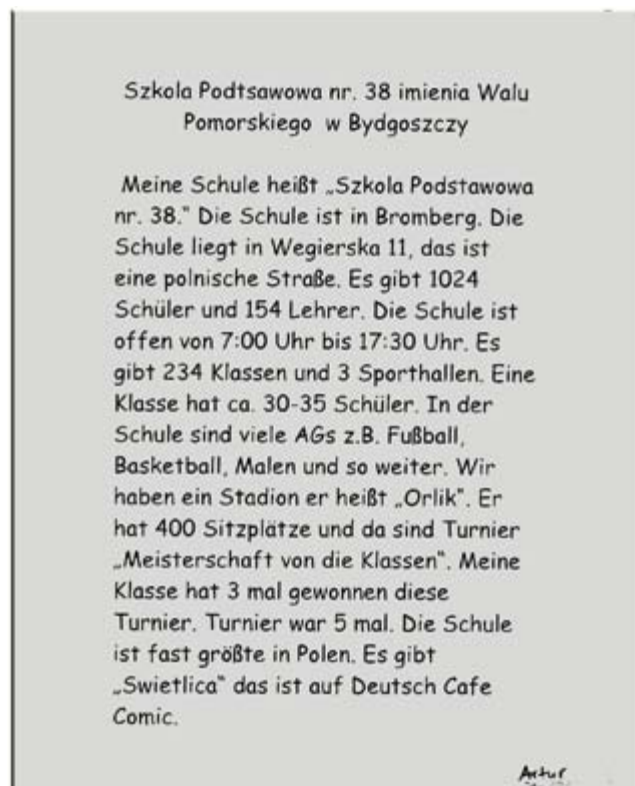 Szkola Podtsawowa nr. 38 imienia Walu
Pomorskiego w Bydgoszczy
Meine Schule heißt „Szkola Podstawowa
nr. 38.“ Die Schule ist in Bromberg. Die
Schule liegt in Wegierska 11, das ist
eine polnische Straße. Es gibt 1024
Schüler und 154 Lehrer. Die Schule ist
offen von 7:00 Uhr bis 17:30 Uhr. Es
gibt 234 Klassen und 3 Sporthallen. Eine
Klasse hat ca. 30-35 Schüler. In der
Schule sind viele AGs z.B. Fußball,
Basketball, Malen und so weiter. Wir
haben ein Stadion er heißt „Orlik“. Er
hat 400 Sitzplätze und da sind Turnier
„Meisterschaft von die Klassen“. Meine
Klasse hat 3 mal gewonnen diese
Turnier. Turnier war 5 mal. Die Schule
ist fast größte in Polen. Es gibt
„Swietlica“ das ist auf Deutsch Cafe
Comic.
Artur